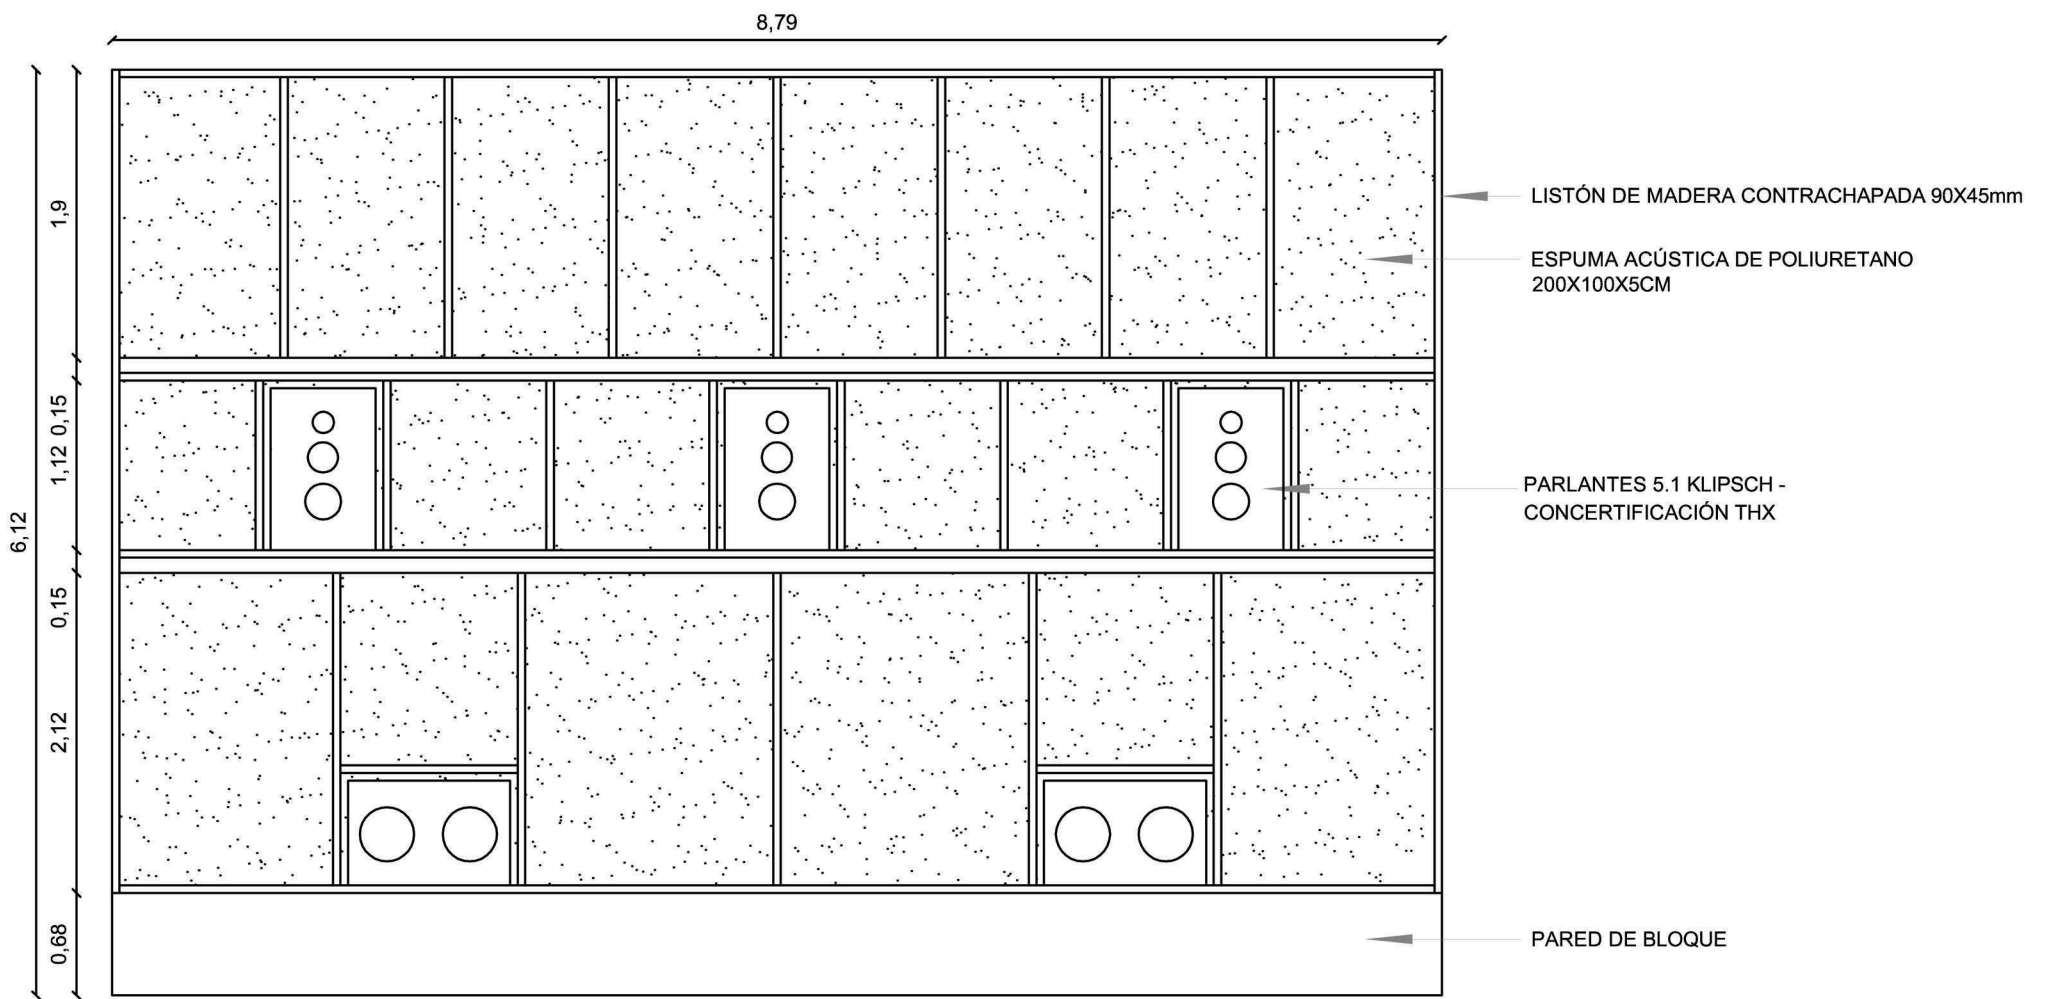 8,79
6,12
1,9
0,15
1,12
0,15
2,12
0,68
LISTÓN DE MADERA CONTRACHAPADA 90X45mm
ESPUMA ACÚSTICA DE POLIURETANO
200X100X5CM
PARLANTES 5.1 KLIPSCH -
CONCERTIFICACIÓN THX
PARED DE BLOQUE